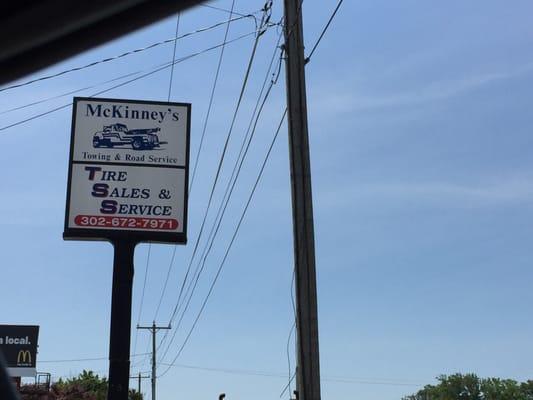 McKinney's
Towing & Road Service
Tire
Sales &
Service
302-672-7971
local.